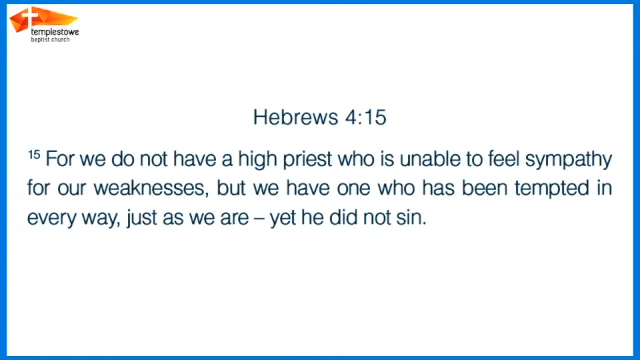 templestowe
baptist church
Hebrews 4:15
15 For we do not have a high priest who is unable to feel sympathy
for our weaknesses, but we have one who has been tempted in
every way, just as we are – yet he did not sin.